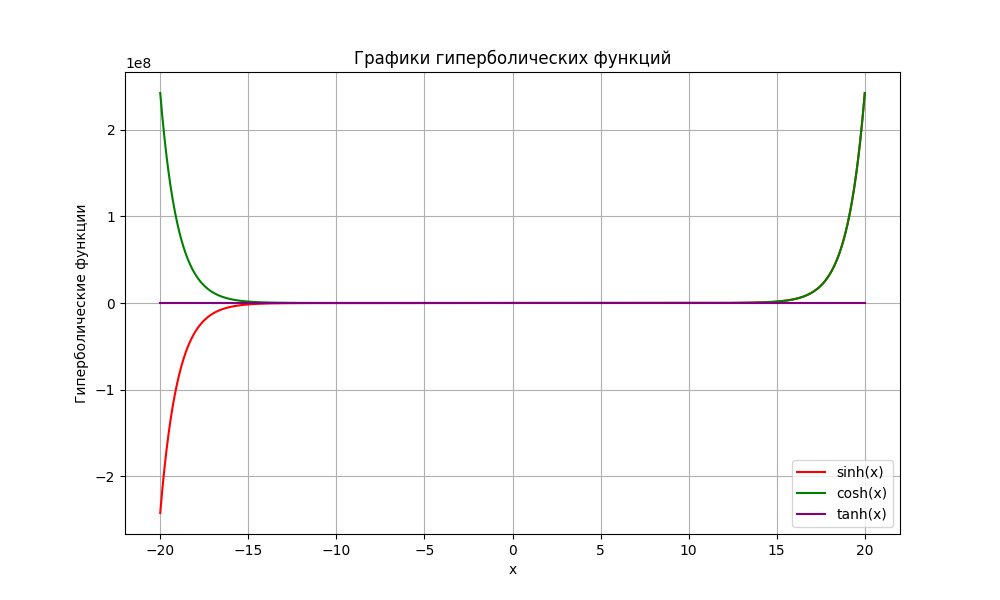 Графики гиперболических функций
1e8
2
1
0
−1
−2
Гиперболические функции
−20 −15 −10 −5 0 5 10 15 20
x
sinh(x)
cosh(x)
tanh(x)